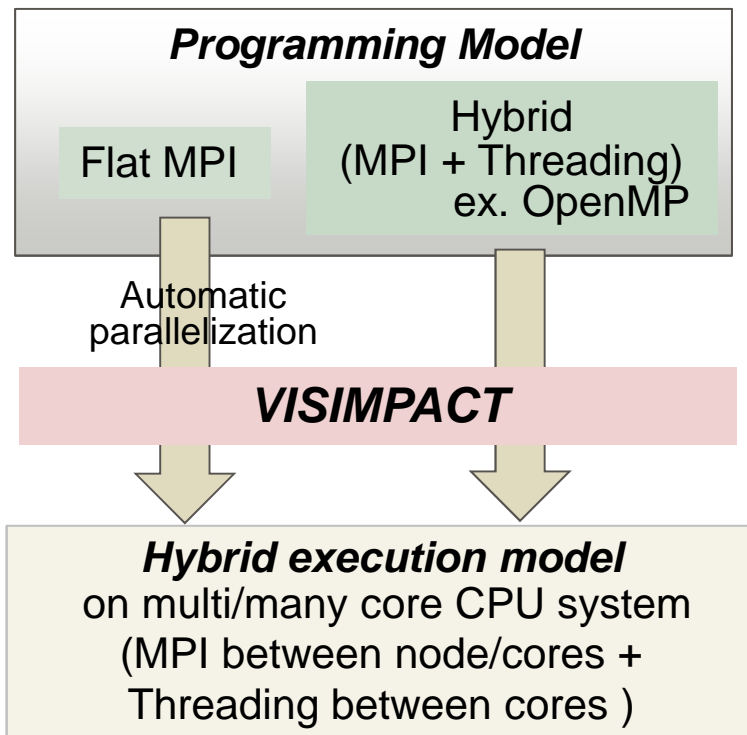 Programming Model
Flat MPI
Hybrid
(MPI + Threading)
ex. OpenMP
Automatic
parallelization
VISIMPACT
Hybrid execution model
on multi/many core CPU system
(MPI between node/cores +
Threading between cores )